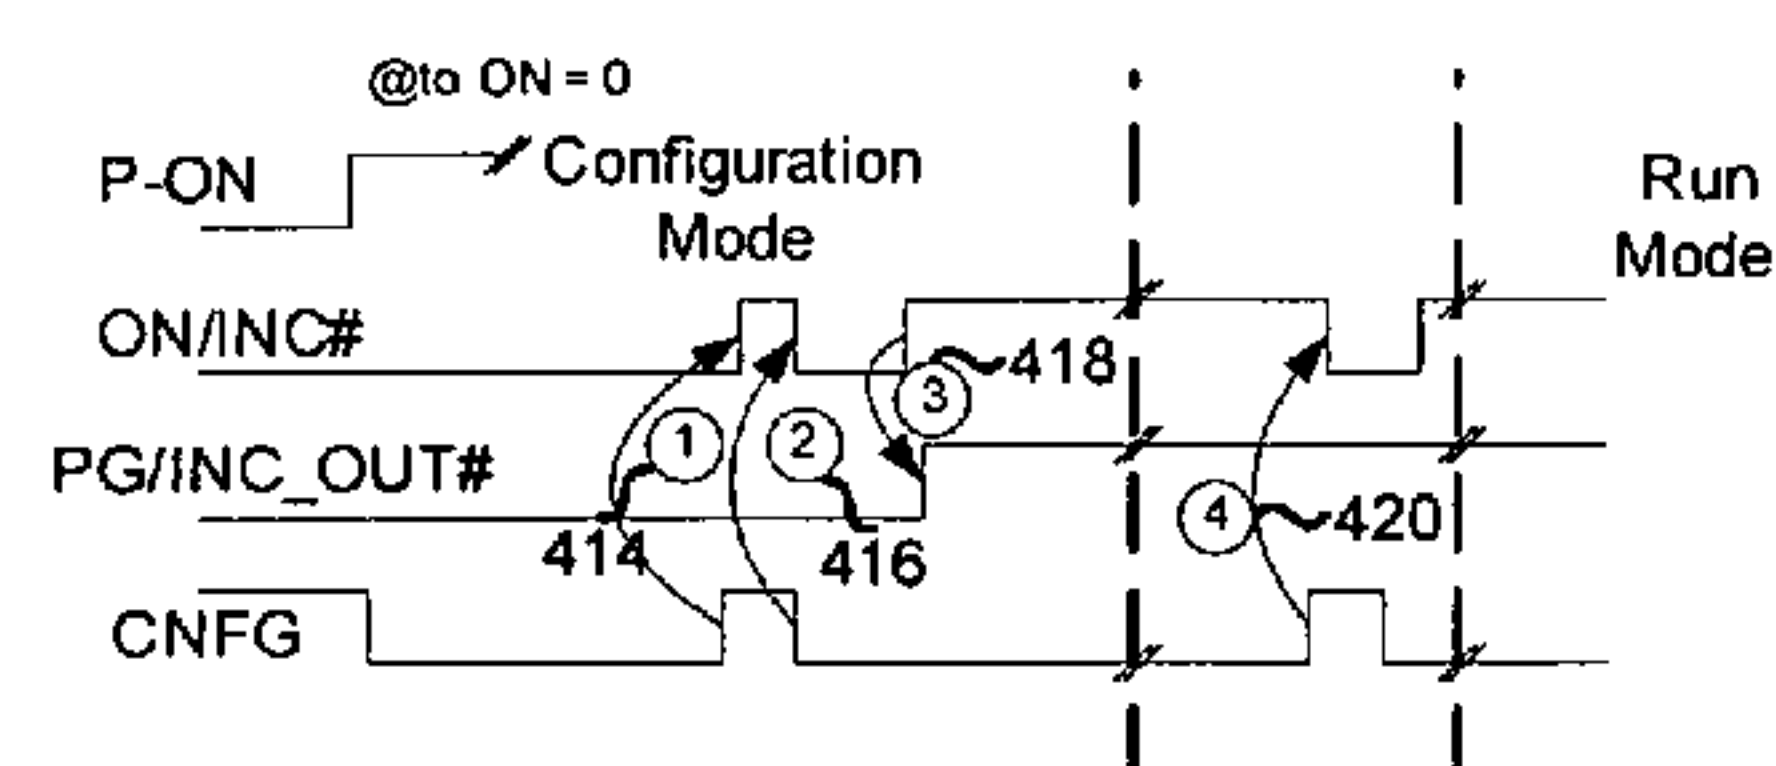 @to ON = 0
P-ON
Configuration
Mode
Run
Mode
ON/INC#
418
3
1
2
PG/INC_OUT#
4
420
414
416
CNFG